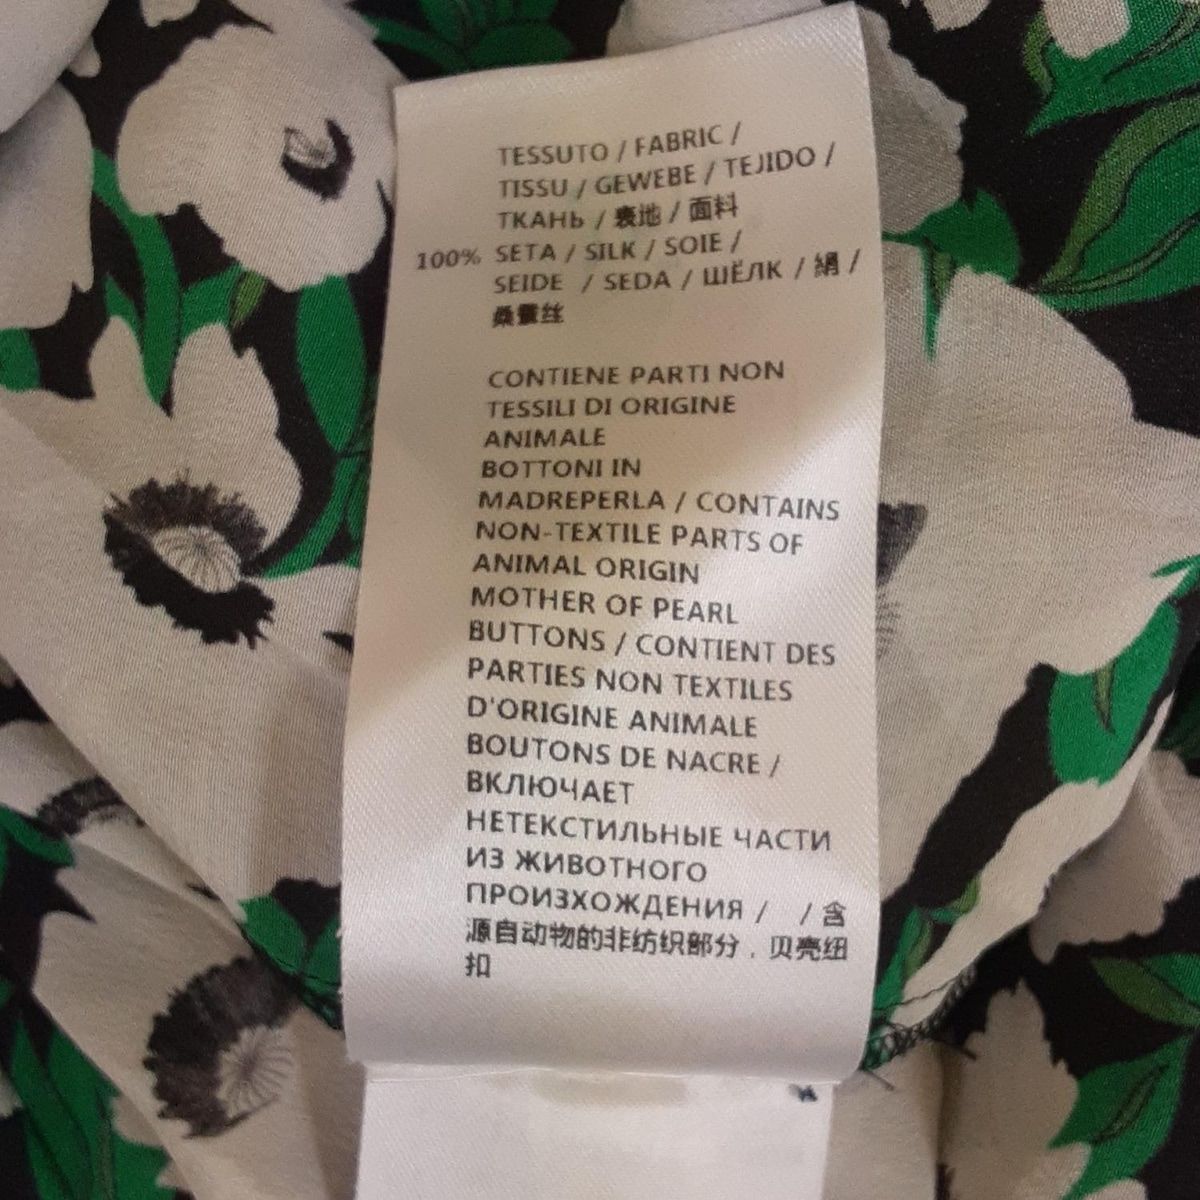 TESSUTO / FABRIC /
TISSU / GEWEBE / TEJIDO /
ТКАНЬ / 表地 / 面料
100% SETA / SILK / SOIE /
SEIDE / SEDA / ШЁЛК / 絹 /
桑蚕丝
CONTIENE PARTI NON
TESSILI DI ORIGINE
ANIMALE
BOTTONI IN
MADREPERLA / CONTAINS
NON-TEXTILE PARTS OF
ANIMAL ORIGIN
MOTHER OF PEARL
BUTTONS / CONTIENT DES
PARTIES NON TEXTILES
D'ORIGINE ANIMALE
BOUTONS DE NACRE /
ВКЛЮЧАЕТ
НЕТЕКСТИЛЬНЫЕ ЧАСТИ
ИЗ ЖИВОТНОГО
ПРОИЗХОЖДЕНИЯ / / 含
源自动物的非纺织部分，贝壳纽
扣